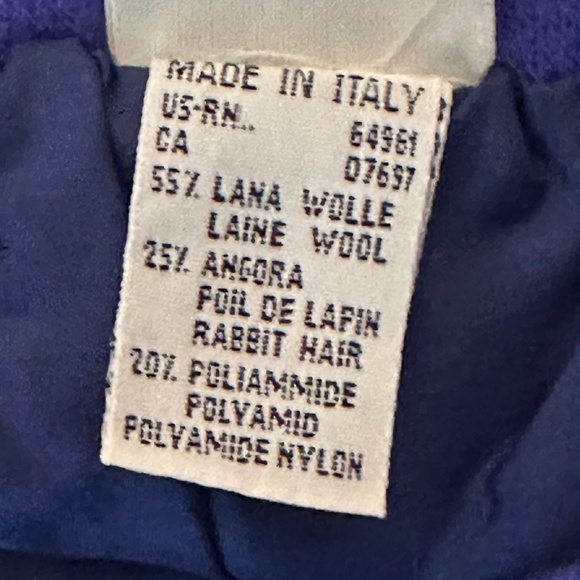 MADE IN ITALY
US-RN.. 64981
CA 07697
55% LANA WOLLE
LAINE WOOL
25% ANGORA
POIL DE LAPIN
RABBIT HAIR
20% POLIAMMIDE
POLYAMID
POLYAMIDE NYLON